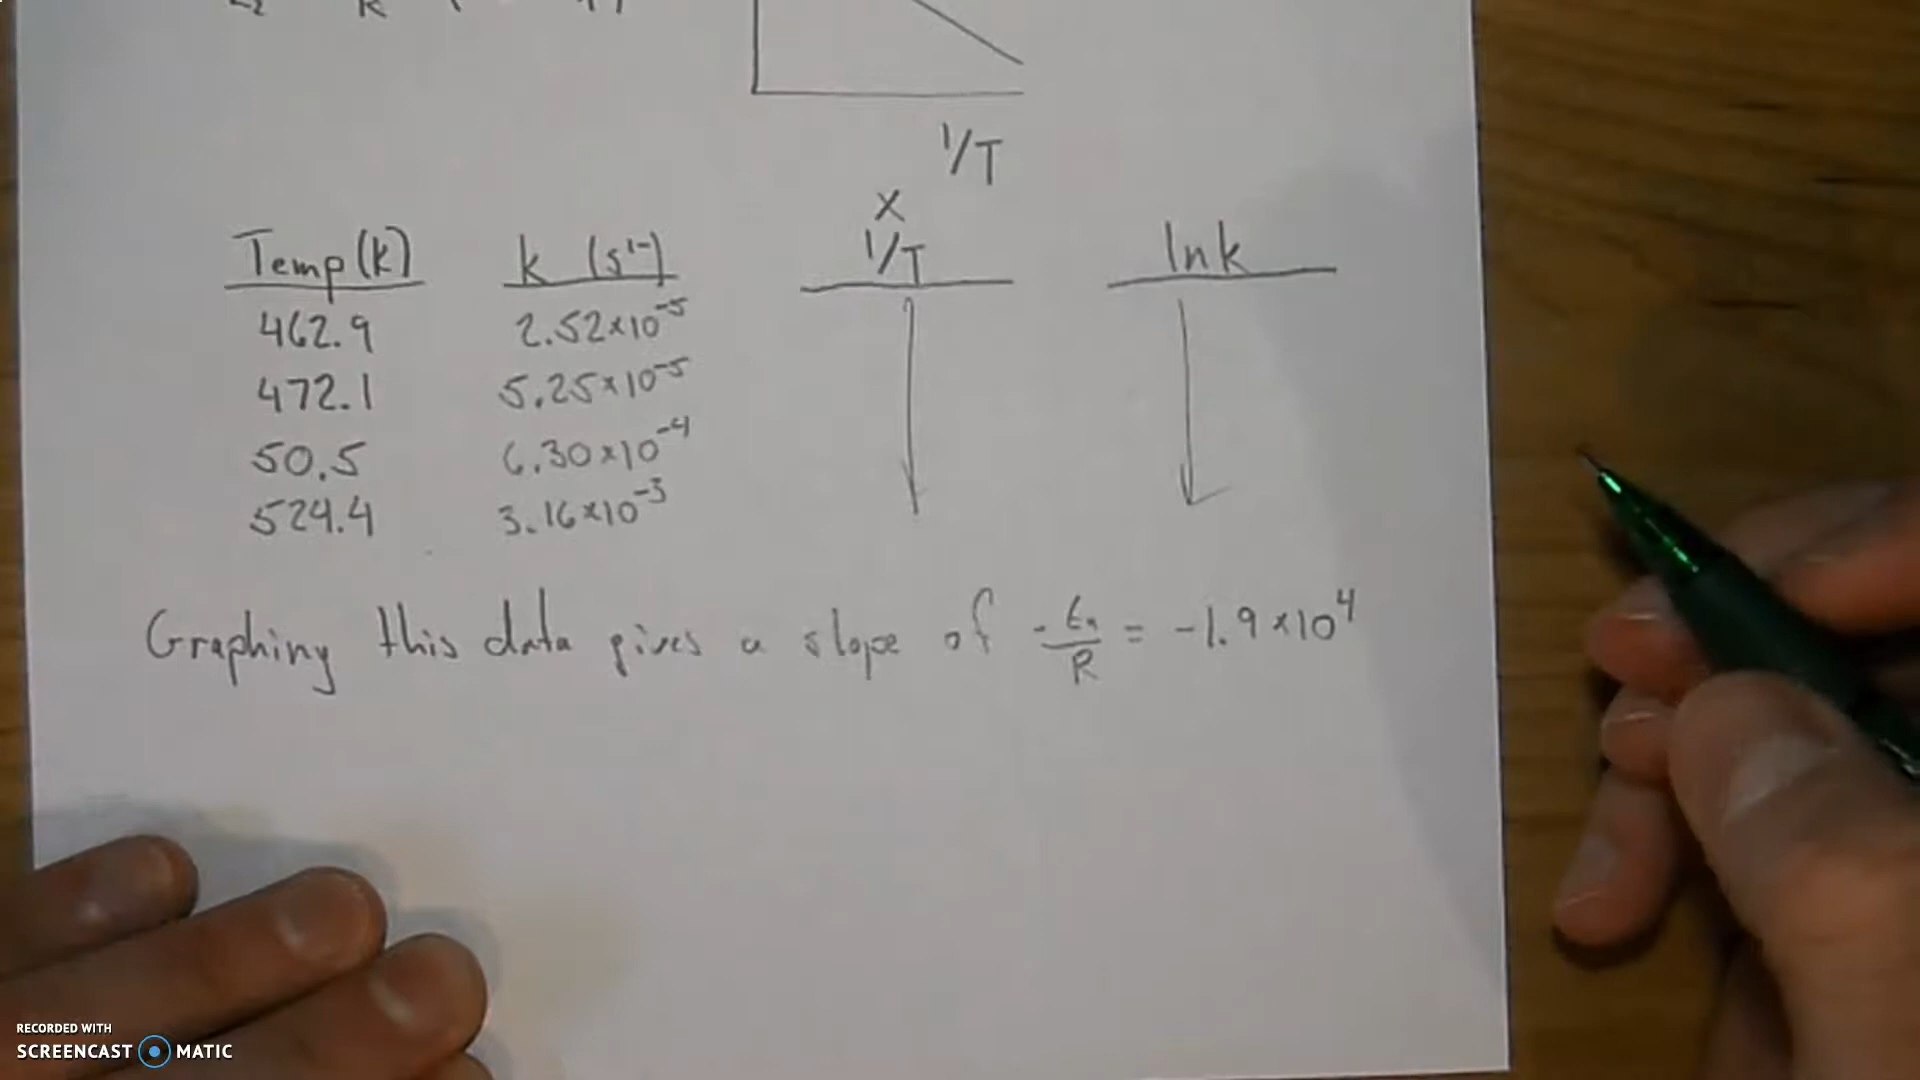 1/T
x
1/T
ln k
Temp(k) k (s¹⁻)
462.9 2.52×10⁻⁵
472.1 5.25×10⁻⁵
50.5 6.30×10⁻⁴
524.4 3.16×10⁻³
Graphing this data gives a slope of -Ea/R = -1.9×10⁴
RECORDED WITH
SCREENCAST MATIC